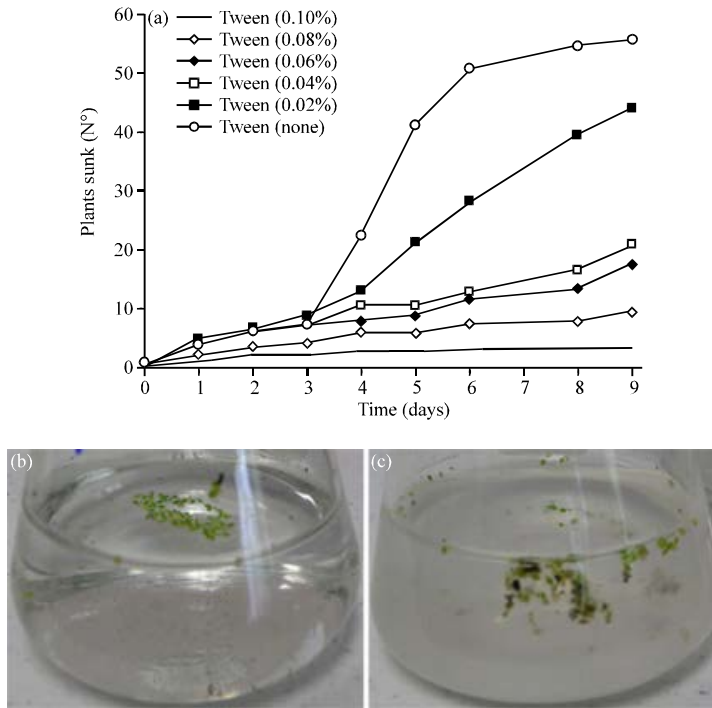 (a)
Tween (0.10%)
Tween (0.08%)
Tween (0.06%)
Tween (0.04%)
Tween (0.02%)
Tween (none)
Plants sunk (N°)
60
50
40
30
20
10
0
0 1 2 3 4 5 6 7 8 9
Time (days)
(b)
(c)